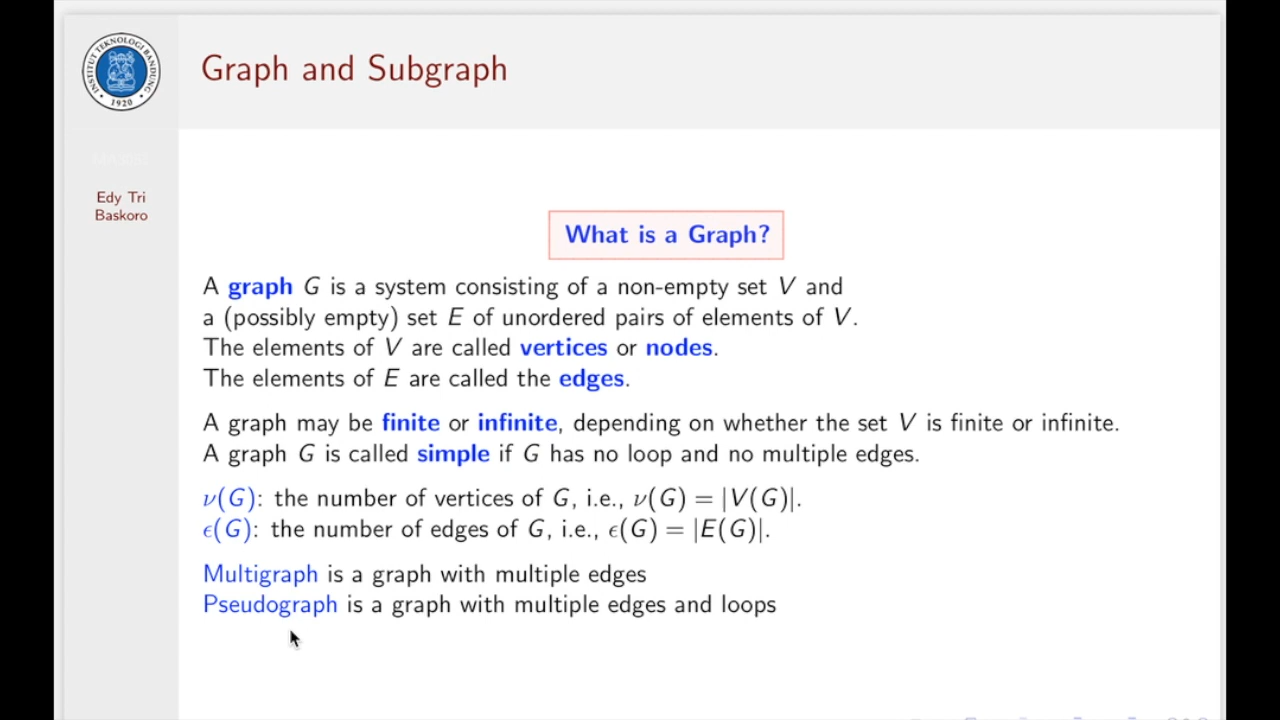 INSTITUT TEKNOLOGI BANDUNG
1920
Graph and Subgraph
Edy Tri
Baskoro
What is a Graph?
A graph G is a system consisting of a non-empty set V and
a (possibly empty) set E of unordered pairs of elements of V.
The elements of V are called vertices or nodes.
The elements of E are called the edges.
A graph may be finite or infinite, depending on whether the set V is finite or infinite.
A graph G is called simple if G has no loop and no multiple edges.
ν(G): the number of vertices of G, i.e., ν(G) = |V(G)|.
ϵ(G): the number of edges of G, i.e., ϵ(G) = |E(G)|.
Multigraph is a graph with multiple edges
Pseudograph is a graph with multiple edges and loops